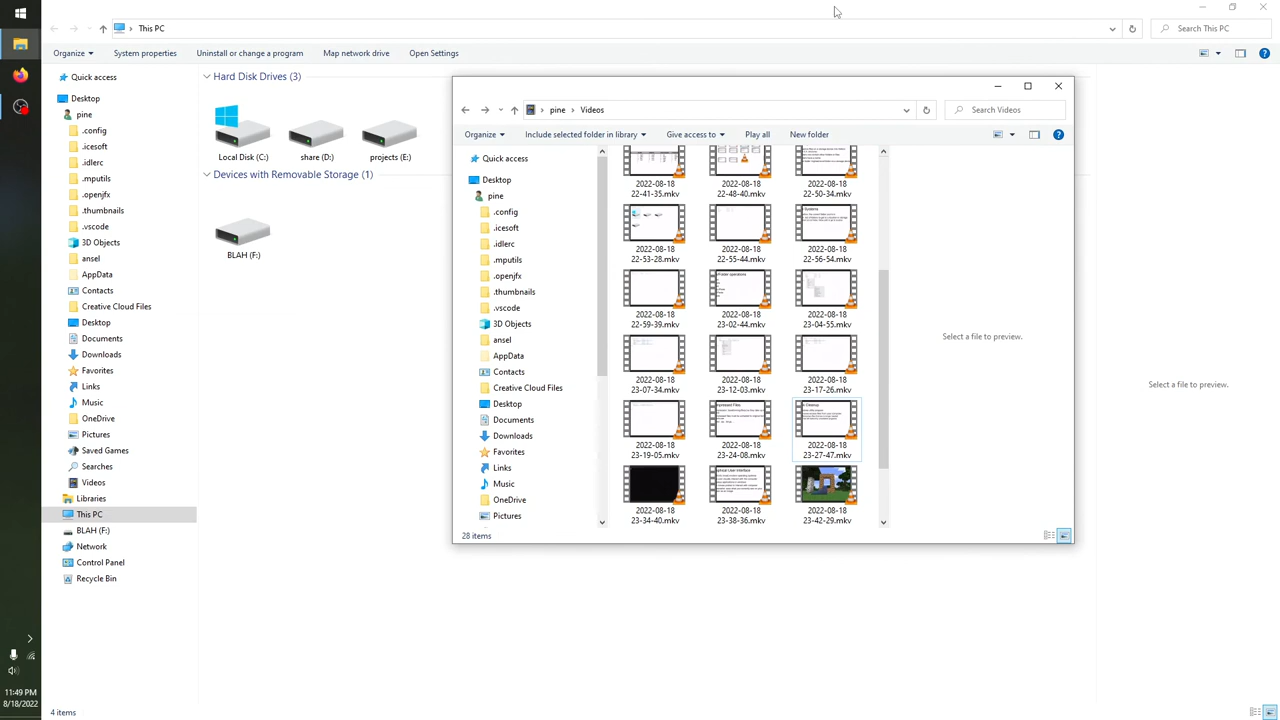 This PC
Search This PC
Organize
System properties
Uninstall or change a program
Map network drive
Open Settings
Quick access
Desktop
pine
.config
.icesoft
.idlerc
.mputils
.openjfx
.thumbnails
.vscode
3D Objects
ansel
AppData
Contacts
Creative Cloud Files
Desktop
Documents
Downloads
Favorites
Links
Music
OneDrive
Pictures
Saved Games
Searches
Videos
Libraries
This PC
BLAH (F:)
Network
Control Panel
Recycle Bin
Hard Disk Drives (3)
Local Disk (C:)
share (D:)
projects (E:)
Devices with Removable Storage (1)
BLAH (F:)
pine
Videos
Search Videos
Organize
Include selected folder in library
Give access to
Play all
New folder
Quick access
Desktop
pine
.config
.icesoft
.idlerc
.mputils
.openjfx
.thumbnails
.vscode
3D Objects
ansel
AppData
Contacts
Creative Cloud Files
Desktop
Documents
Downloads
Favorites
Links
Music
OneDrive
Pictures
2022-08-18
22-41-35.mkv
2022-08-18
22-48-40.mkv
2022-08-18
22-50-34.mkv
2022-08-18
22-53-28.mkv
2022-08-18
22-55-44.mkv
2022-08-18
22-56-54.mkv
2022-08-18
22-59-39.mkv
2022-08-18
23-02-44.mkv
2022-08-18
23-04-55.mkv
2022-08-18
23-07-34.mkv
2022-08-18
23-12-03.mkv
2022-08-18
23-17-26.mkv
2022-08-18
23-19-05.mkv
2022-08-18
23-24-08.mkv
2022-08-18
23-27-47.mkv
2022-08-18
23-34-40.mkv
2022-08-18
23-38-36.mkv
2022-08-18
23-42-29.mkv
Select a file to preview.
28 items
Select a file to preview.
11:49 PM
8/18/2022
4 items